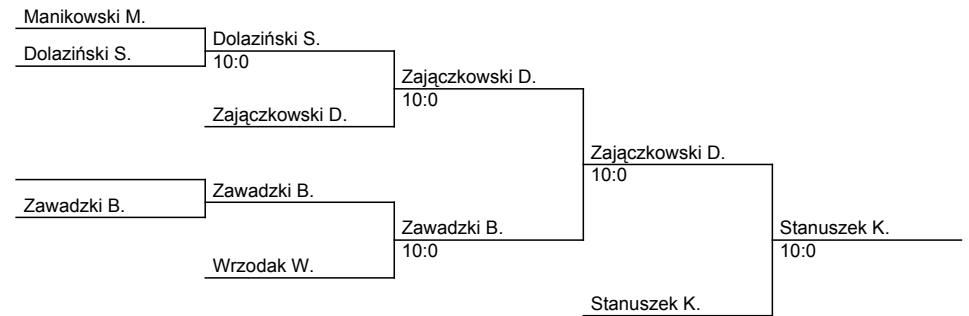 Manikowski M.
Dolaziński S.
Dolaziński S.
10:0
Zajączkowski D.
10:0
Zajączkowski D.
Zajączkowski D.
10:0
Zawadzki B.
Zawadzki B.
Zawadzki B.
10:0
Stanuszek K.
10:0
Wrzodak W.
Stanuszek K.